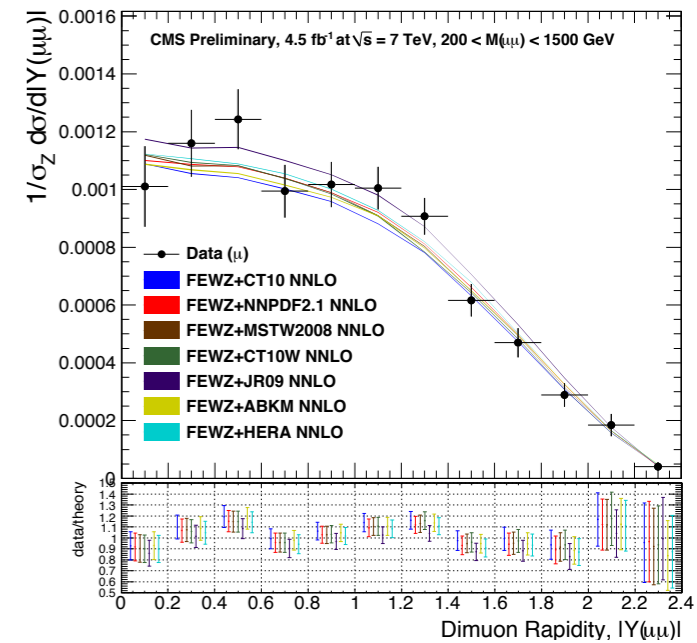 0.0016
CMS Preliminary, 4.5 fb-1 at √s = 7 TeV, 200 < M(μμ) < 1500 GeV
1/σZ dσ/d|Y(μμ)|
0.0014
0.0012
0.001
0.0008
0.0006
0.0004
0.0002
0
Data (μ)
FEWZ+CT10 NNLO
FEWZ+NNPDF2.1 NNLO
FEWZ+MSTW2008 NNLO
FEWZ+CT10W NNLO
FEWZ+JR09 NNLO
FEWZ+ABKM NNLO
FEWZ+HERA NNLO
data/theory
1.5
1.4
1.3
1.2
1.1
1
0.9
0.8
0.7
0.6
0.5
0 0.2 0.4 0.6 0.8 1 1.2 1.4 1.6 1.8 2 2.2 2.4
Dimuon Rapidity, |Y(μμ)|